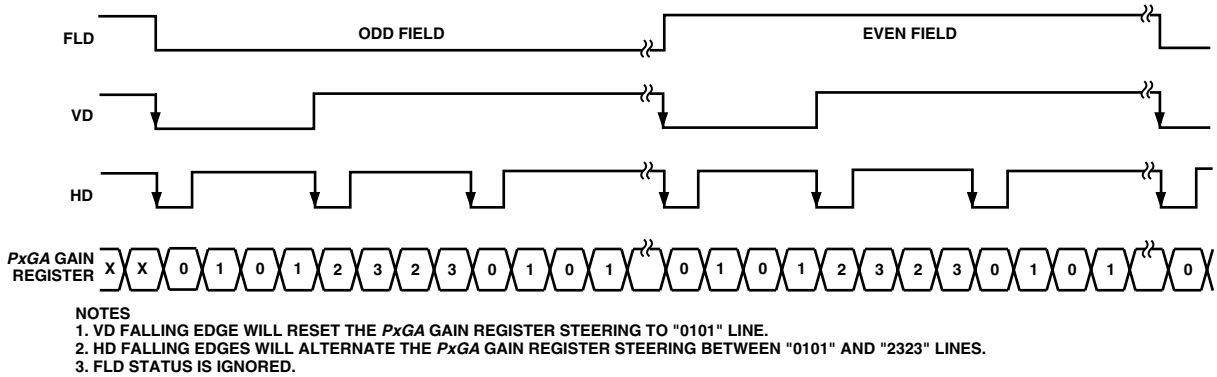 FLD
ODD FIELD
EVEN FIELD
VD
HD
PxGA GAIN
REGISTER
X X 0 1 0 1 2 3 2 3 0 1 0 1 0 1 0 1 2 3 2 3 0 1 0 1 0
NOTES
1. VD FALLING EDGE WILL RESET THE PxGA GAIN REGISTER STEERING TO "0101" LINE.
2. HD FALLING EDGES WILL ALTERNATE THE PxGA GAIN REGISTER STEERING BETWEEN "0101" AND "2323" LINES.
3. FLD STATUS IS IGNORED.